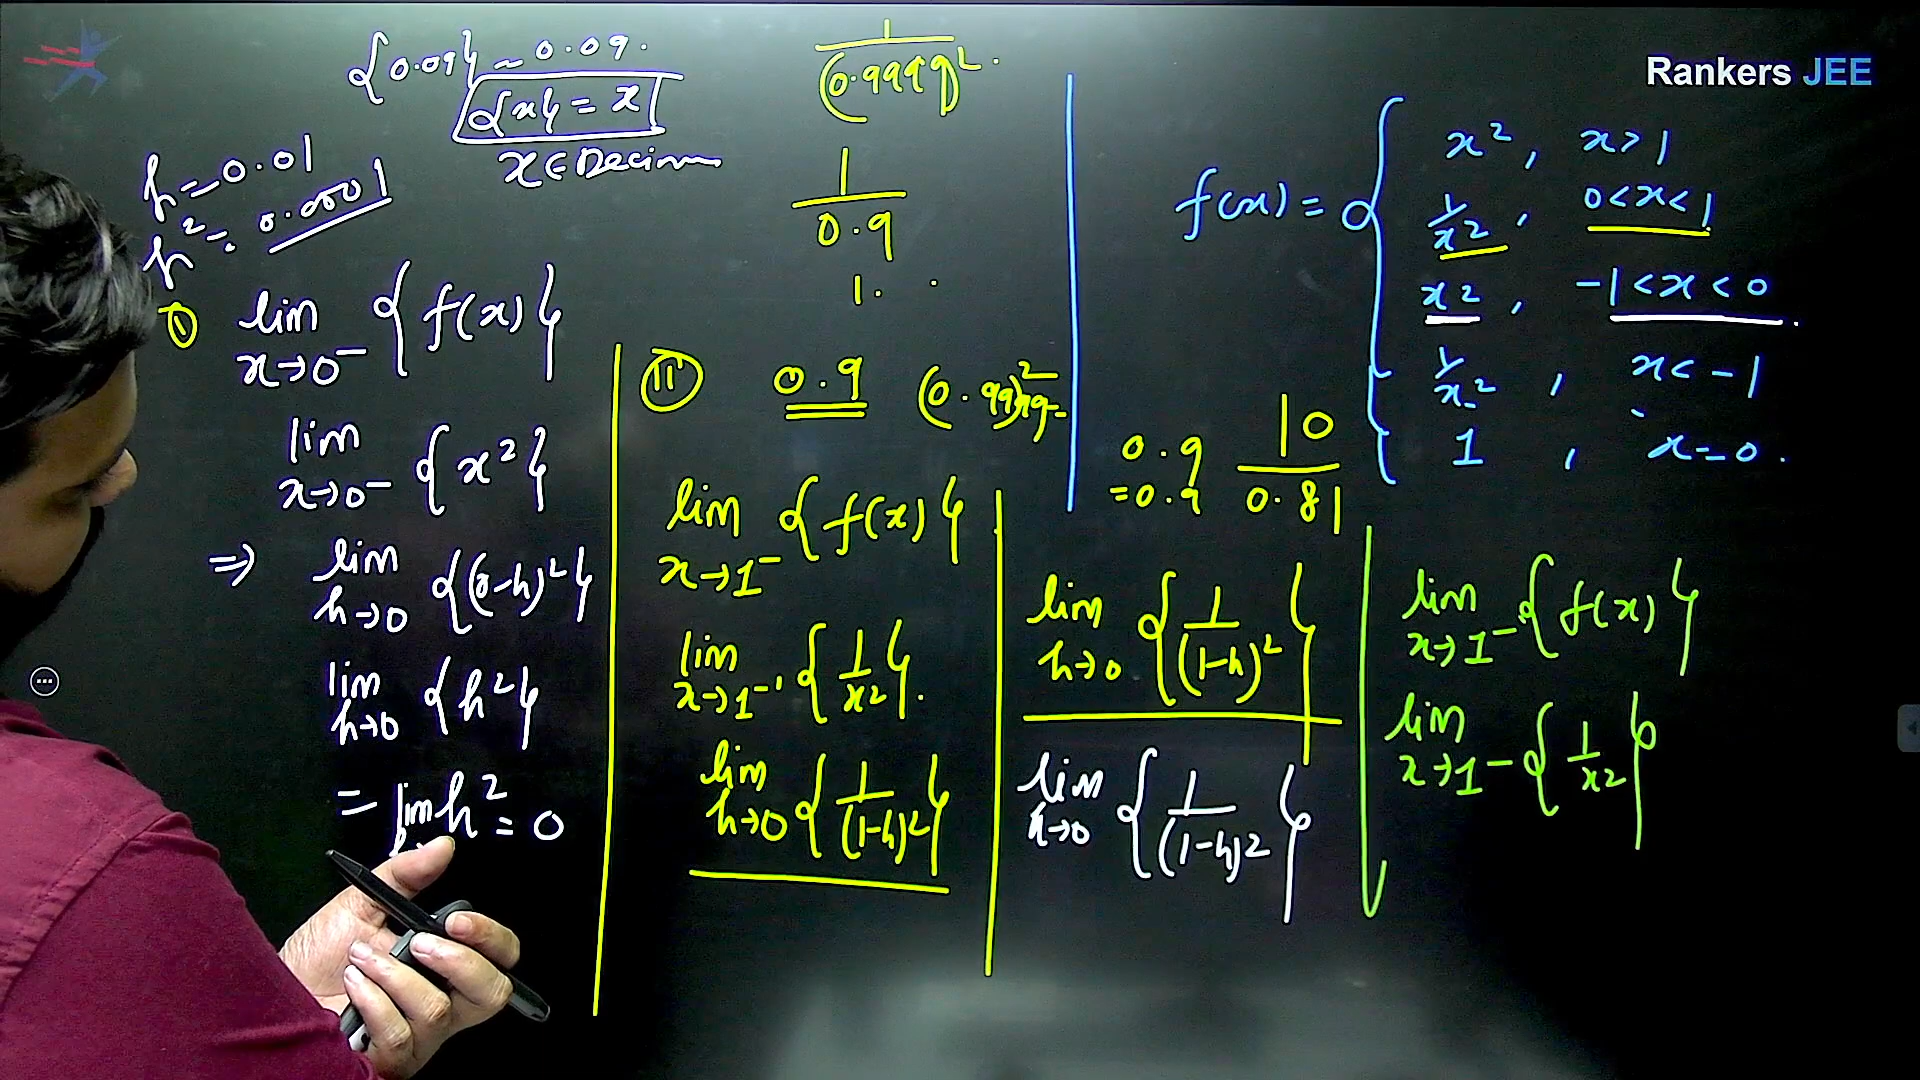 Rankers JEE
{0.09} = 0.09.
{x} = x
x ∈ Decim
h = 0.01
h² = 0.0001
1/(0.9999)².
1/0.9
1.
f(x) = {
x², x > 1
1/x², 0 < x < 1
x², -1 < x < 0.
1/x², x < -1
1, x = 0.
①
lim x→0⁻ {f(x)}
lim x→0⁻ {x²}
⇒ lim h→0 {(0-h)²}
lim h→0 {h²}
= lim h² = 0
⑪ 0.9
lim x→1⁻ {f(x)}
lim x→1⁻ {1/x²}.
lim h→0 {1/(1-h)²}
0.9
= 0.9
10/0.81
lim h→0 {1/(1-h)²}
lim h→0 {1/(1-h)²}
lim x→1⁻ {f(x)}
lim x→1⁻ {1/x²}